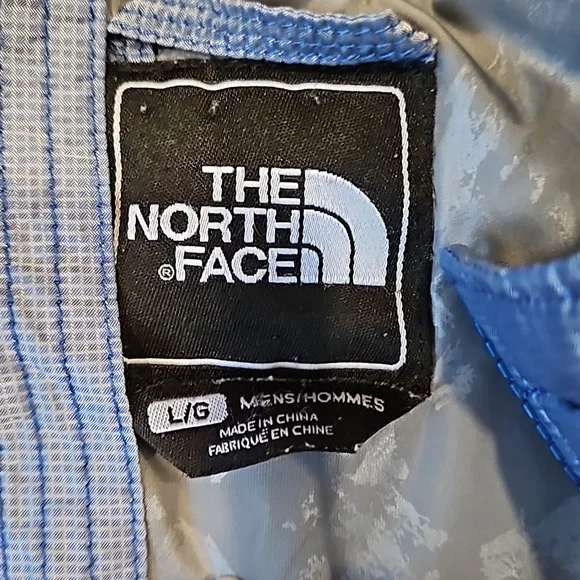 THE
NORTH
® FACE
L/G MENS/HOMMES
MADE IN CHINA
FABRIQUÉ EN CHINE